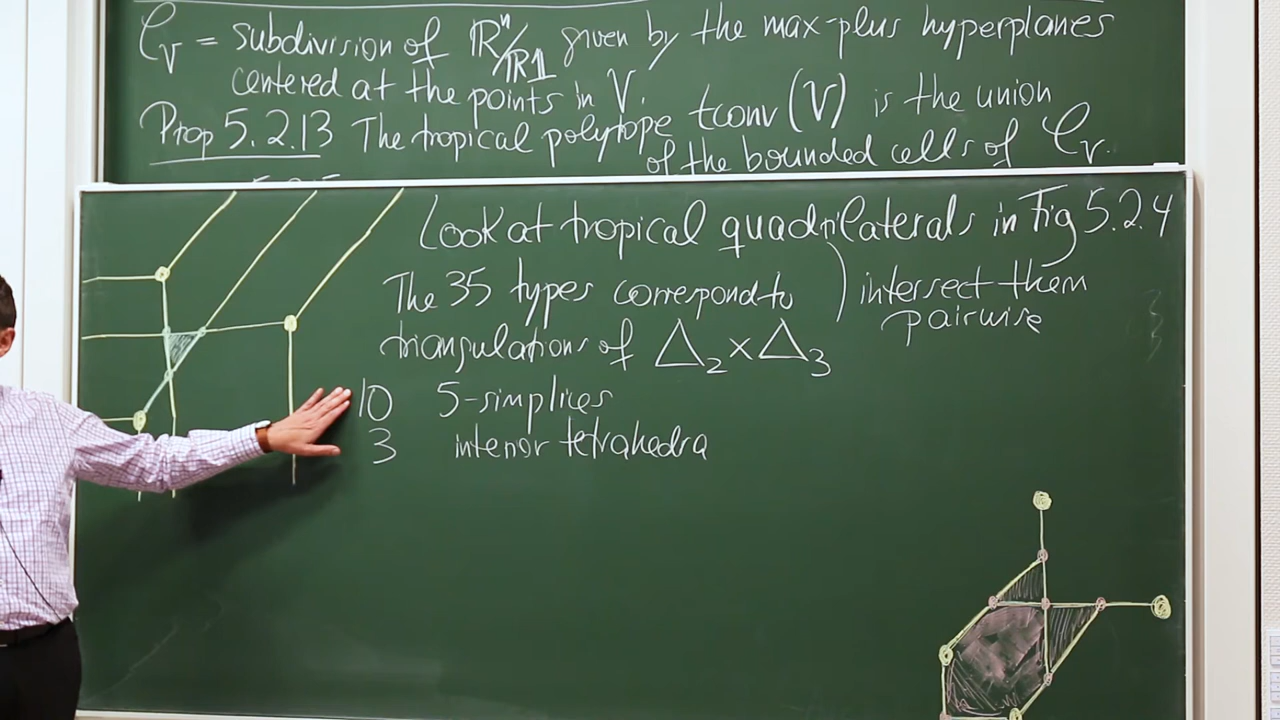 𝒞_V = subdivision of ℝⁿ/ℝ𝟙 given by the max-plus hyperplanes
centered at the points in V.
Prop 5.2.13 The tropical polytope tconv (V) is the union
of the bounded cells of 𝒞_V.
Look at tropical quadrilaterals in Fig 5.2.4
The 35 types correspond to ) intersect them
triangulations of Δ₂ × Δ₃ pairwise
10 5-simplices
3 interior tetrahedra